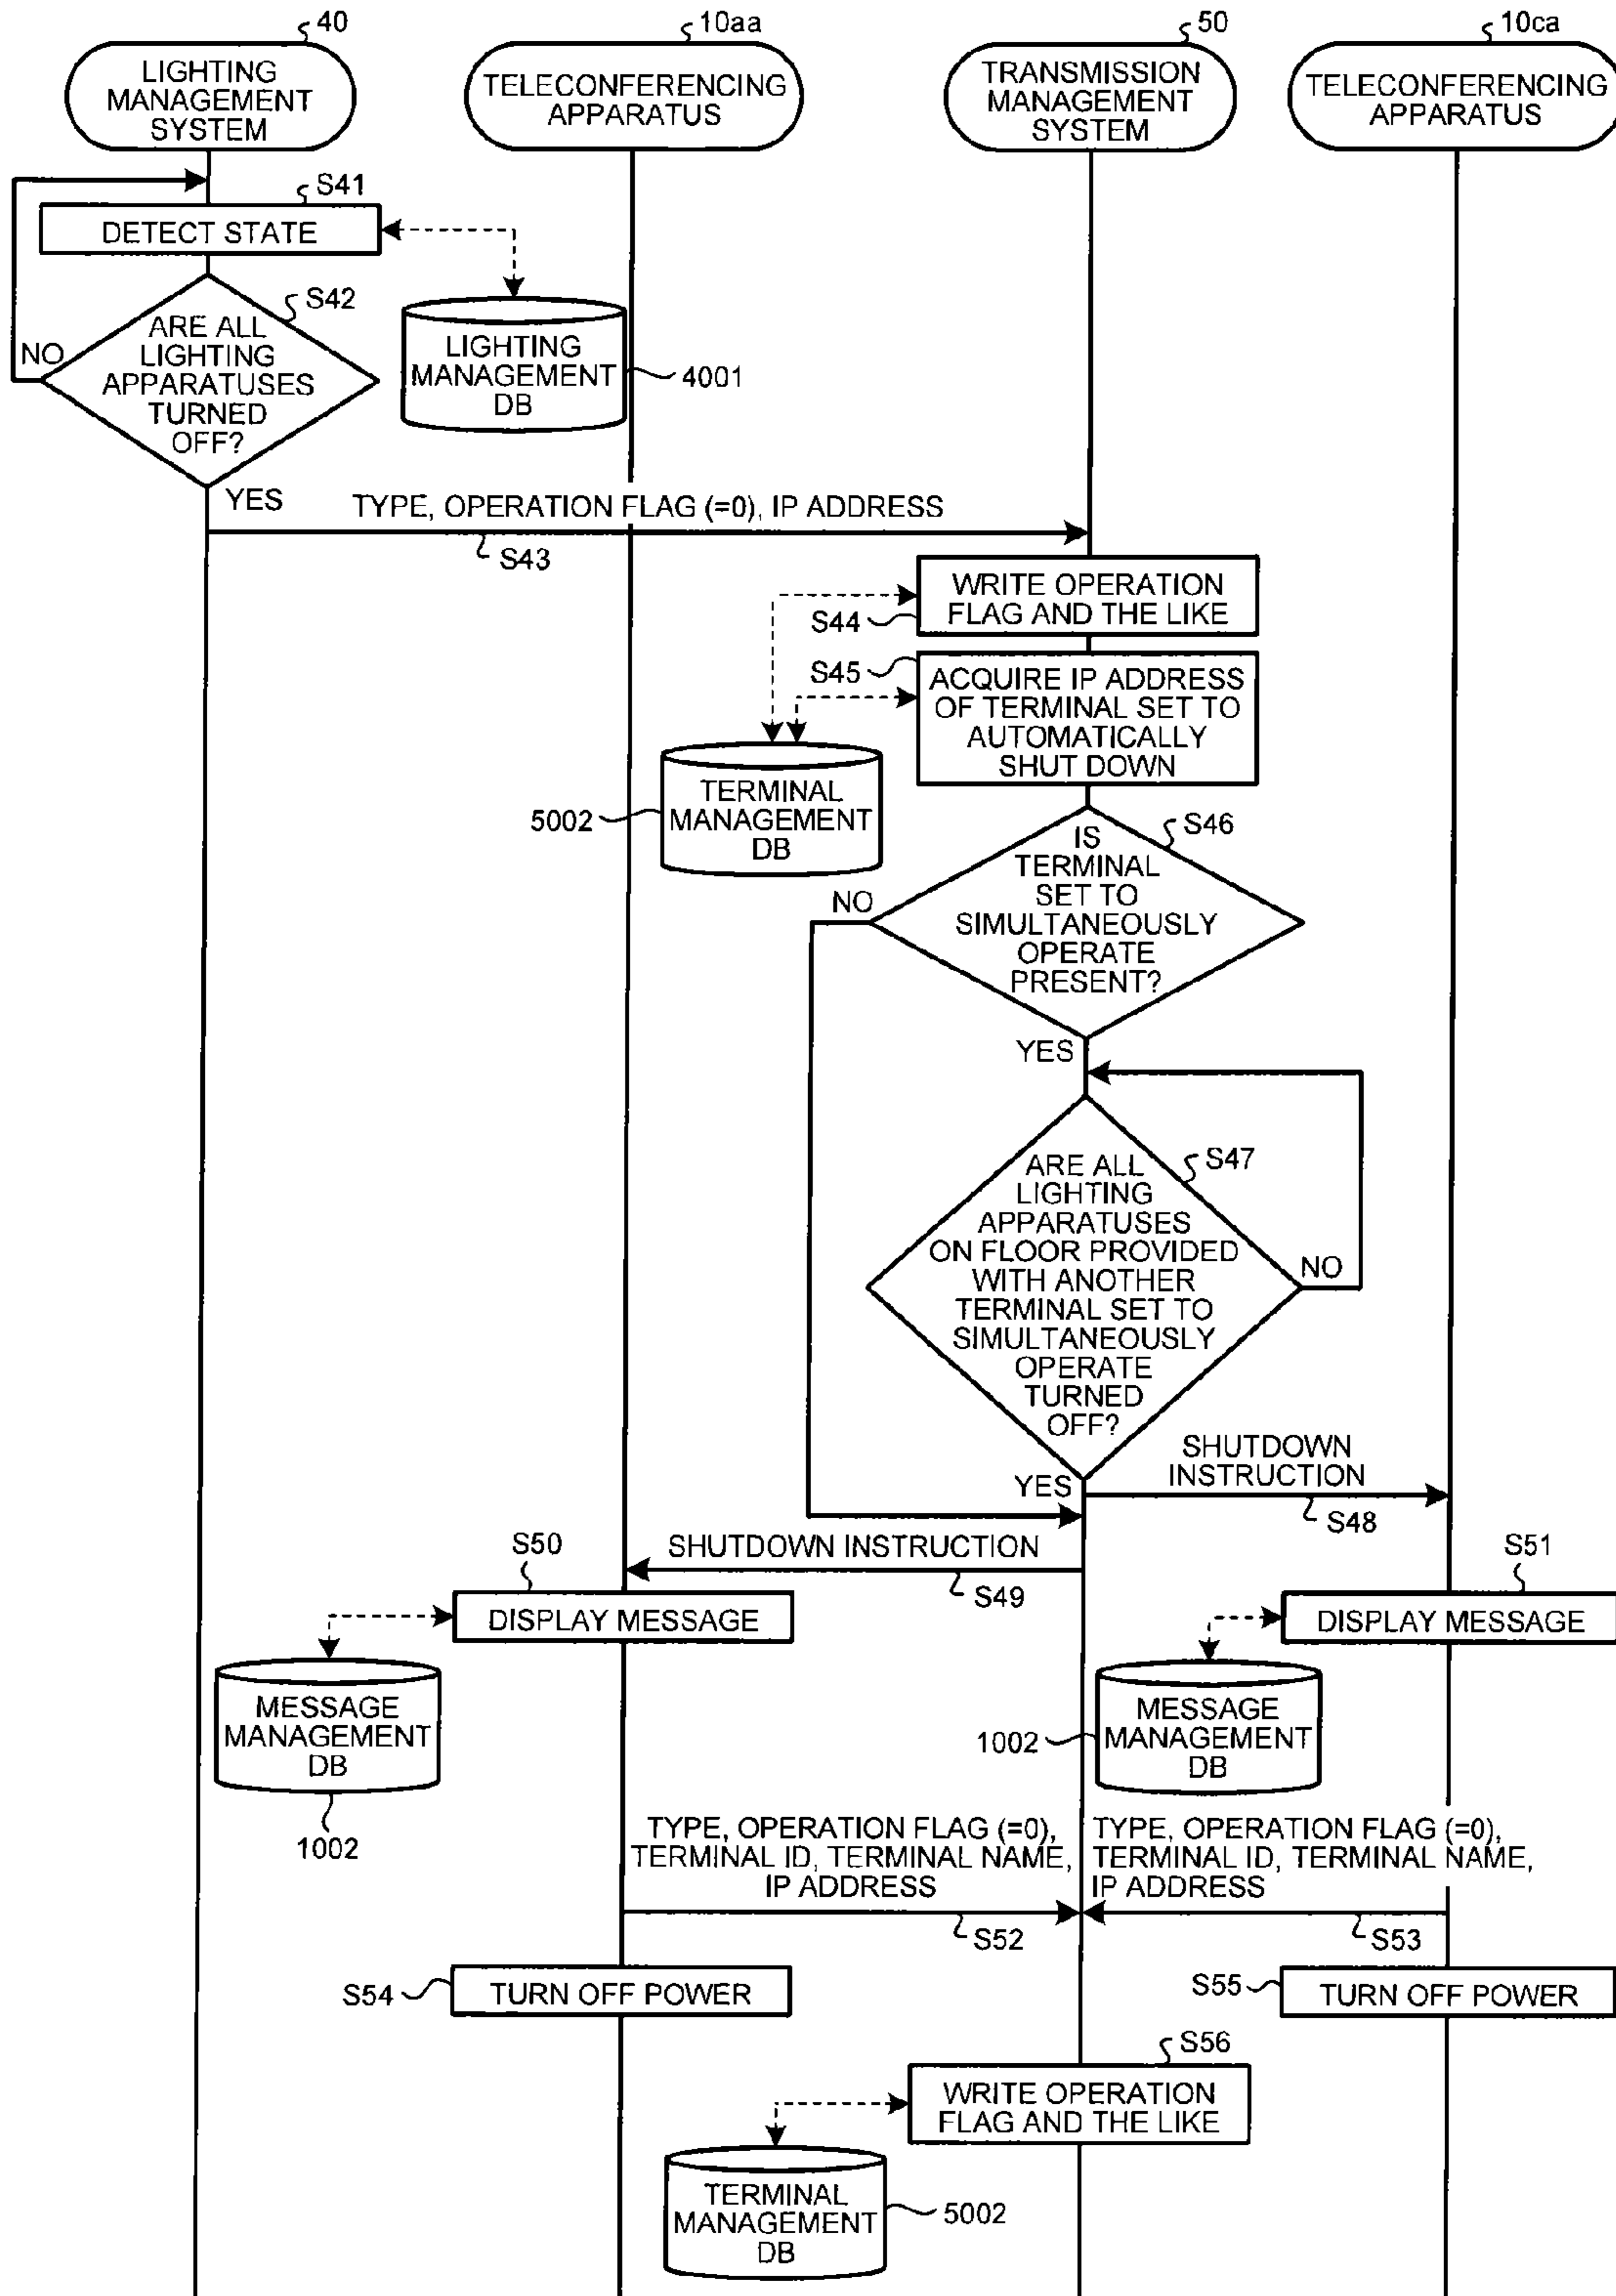 40
10aa
50
10ca
LIGHTING
MANAGEMENT
SYSTEM
TELECONFERENCING
APPARATUS
TRANSMISSION
MANAGEMENT
SYSTEM
TELECONFERENCING
APPARATUS
S41
DETECT STATE
S42
ARE ALL
LIGHTING
APPARATUSES
TURNED
OFF?
NO
LIGHTING
MANAGEMENT
DB
4001
YES
TYPE, OPERATION FLAG (=0), IP ADDRESS
S43
WRITE OPERATION
FLAG AND THE LIKE
S44
S45
ACQUIRE IP ADDRESS
OF TERMINAL SET TO
AUTOMATICALLY
SHUT DOWN
TERMINAL
MANAGEMENT
DB
5002
S46
IS
TERMINAL
SET TO
SIMULTANEOUSLY
OPERATE
PRESENT?
NO
YES
S47
ARE ALL
LIGHTING
APPARATUSES
ON FLOOR PROVIDED
WITH ANOTHER
TERMINAL SET TO
SIMULTANEOUSLY
OPERATE
TURNED
OFF?
NO
YES
SHUTDOWN
INSTRUCTION
S48
SHUTDOWN INSTRUCTION
S49
S50
DISPLAY MESSAGE
S51
DISPLAY MESSAGE
MESSAGE
MANAGEMENT
DB
1002
MESSAGE
MANAGEMENT
DB
1002
TYPE, OPERATION FLAG (=0),
TERMINAL ID, TERMINAL NAME,
IP ADDRESS
S52
TYPE, OPERATION FLAG (=0),
TERMINAL ID, TERMINAL NAME,
IP ADDRESS
S53
S54
TURN OFF POWER
S55
TURN OFF POWER
S56
WRITE OPERATION
FLAG AND THE LIKE
TERMINAL
MANAGEMENT
DB
5002